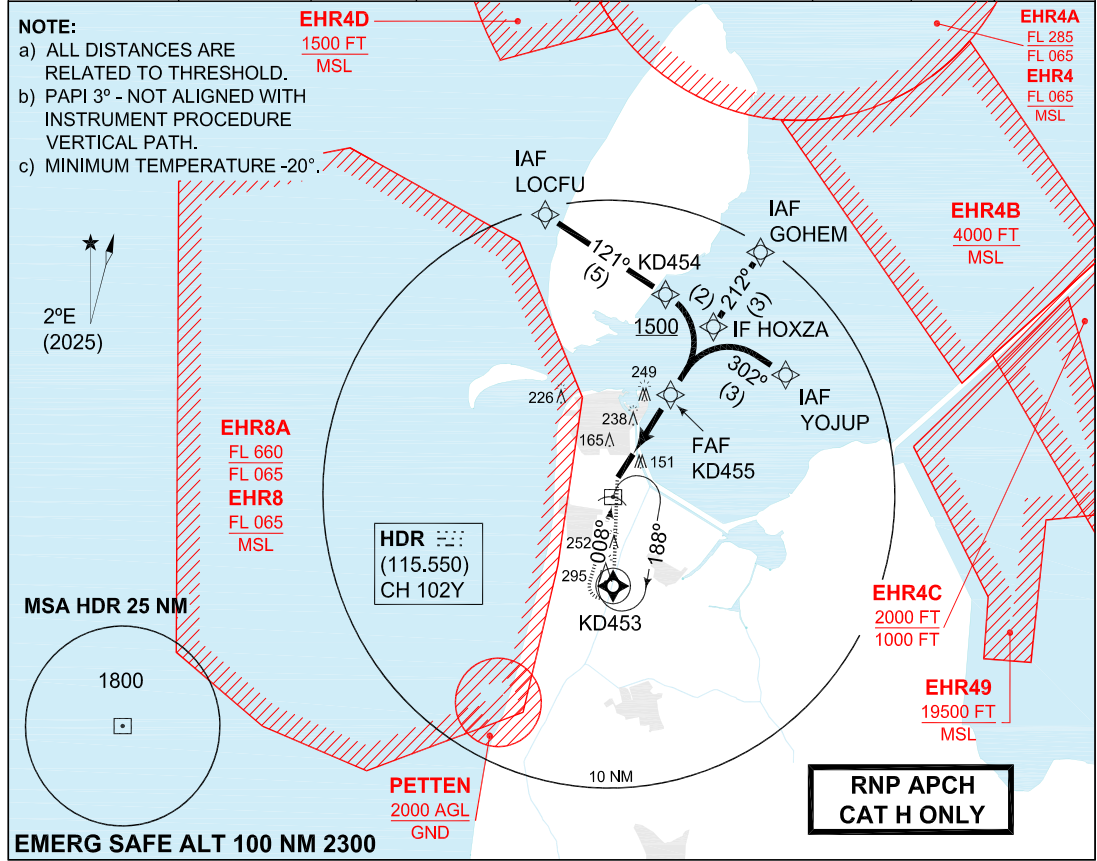 NOTE:
a) ALL DISTANCES ARE
RELATED TO THRESHOLD.
b) PAPI 3º - NOT ALIGNED WITH
INSTRUMENT PROCEDURE
VERTICAL PATH.
c) MINIMUM TEMPERATURE -20°.
EHR4D
1500 FT
MSL
EHR4A
FL 285
FL 065
EHR4
FL 065
MSL
IAF
LOCFU
IAF
GOHEM
EHR4B
4000 FT
MSL
121º
(5)
KD454
(2)
212º
(3)
1500
IF HOXZA
2ºE
(2025)
302º
(3)
IAF
YOJUP
249
226
238
165
151
FAF
KD455
EHR8A
FL 660
FL 065
EHR8
FL 065
MSL
HDR
(115.550)
CH 102Y
008º
188º
252
295
KD453
EHR4C
2000 FT
1000 FT
MSA HDR 25 NM
1800
EHR49
19500 FT
MSL
10 NM
PETTEN
2000 AGL
GND
RNP APCH
CAT H ONLY
EMERG SAFE ALT 100 NM 2300